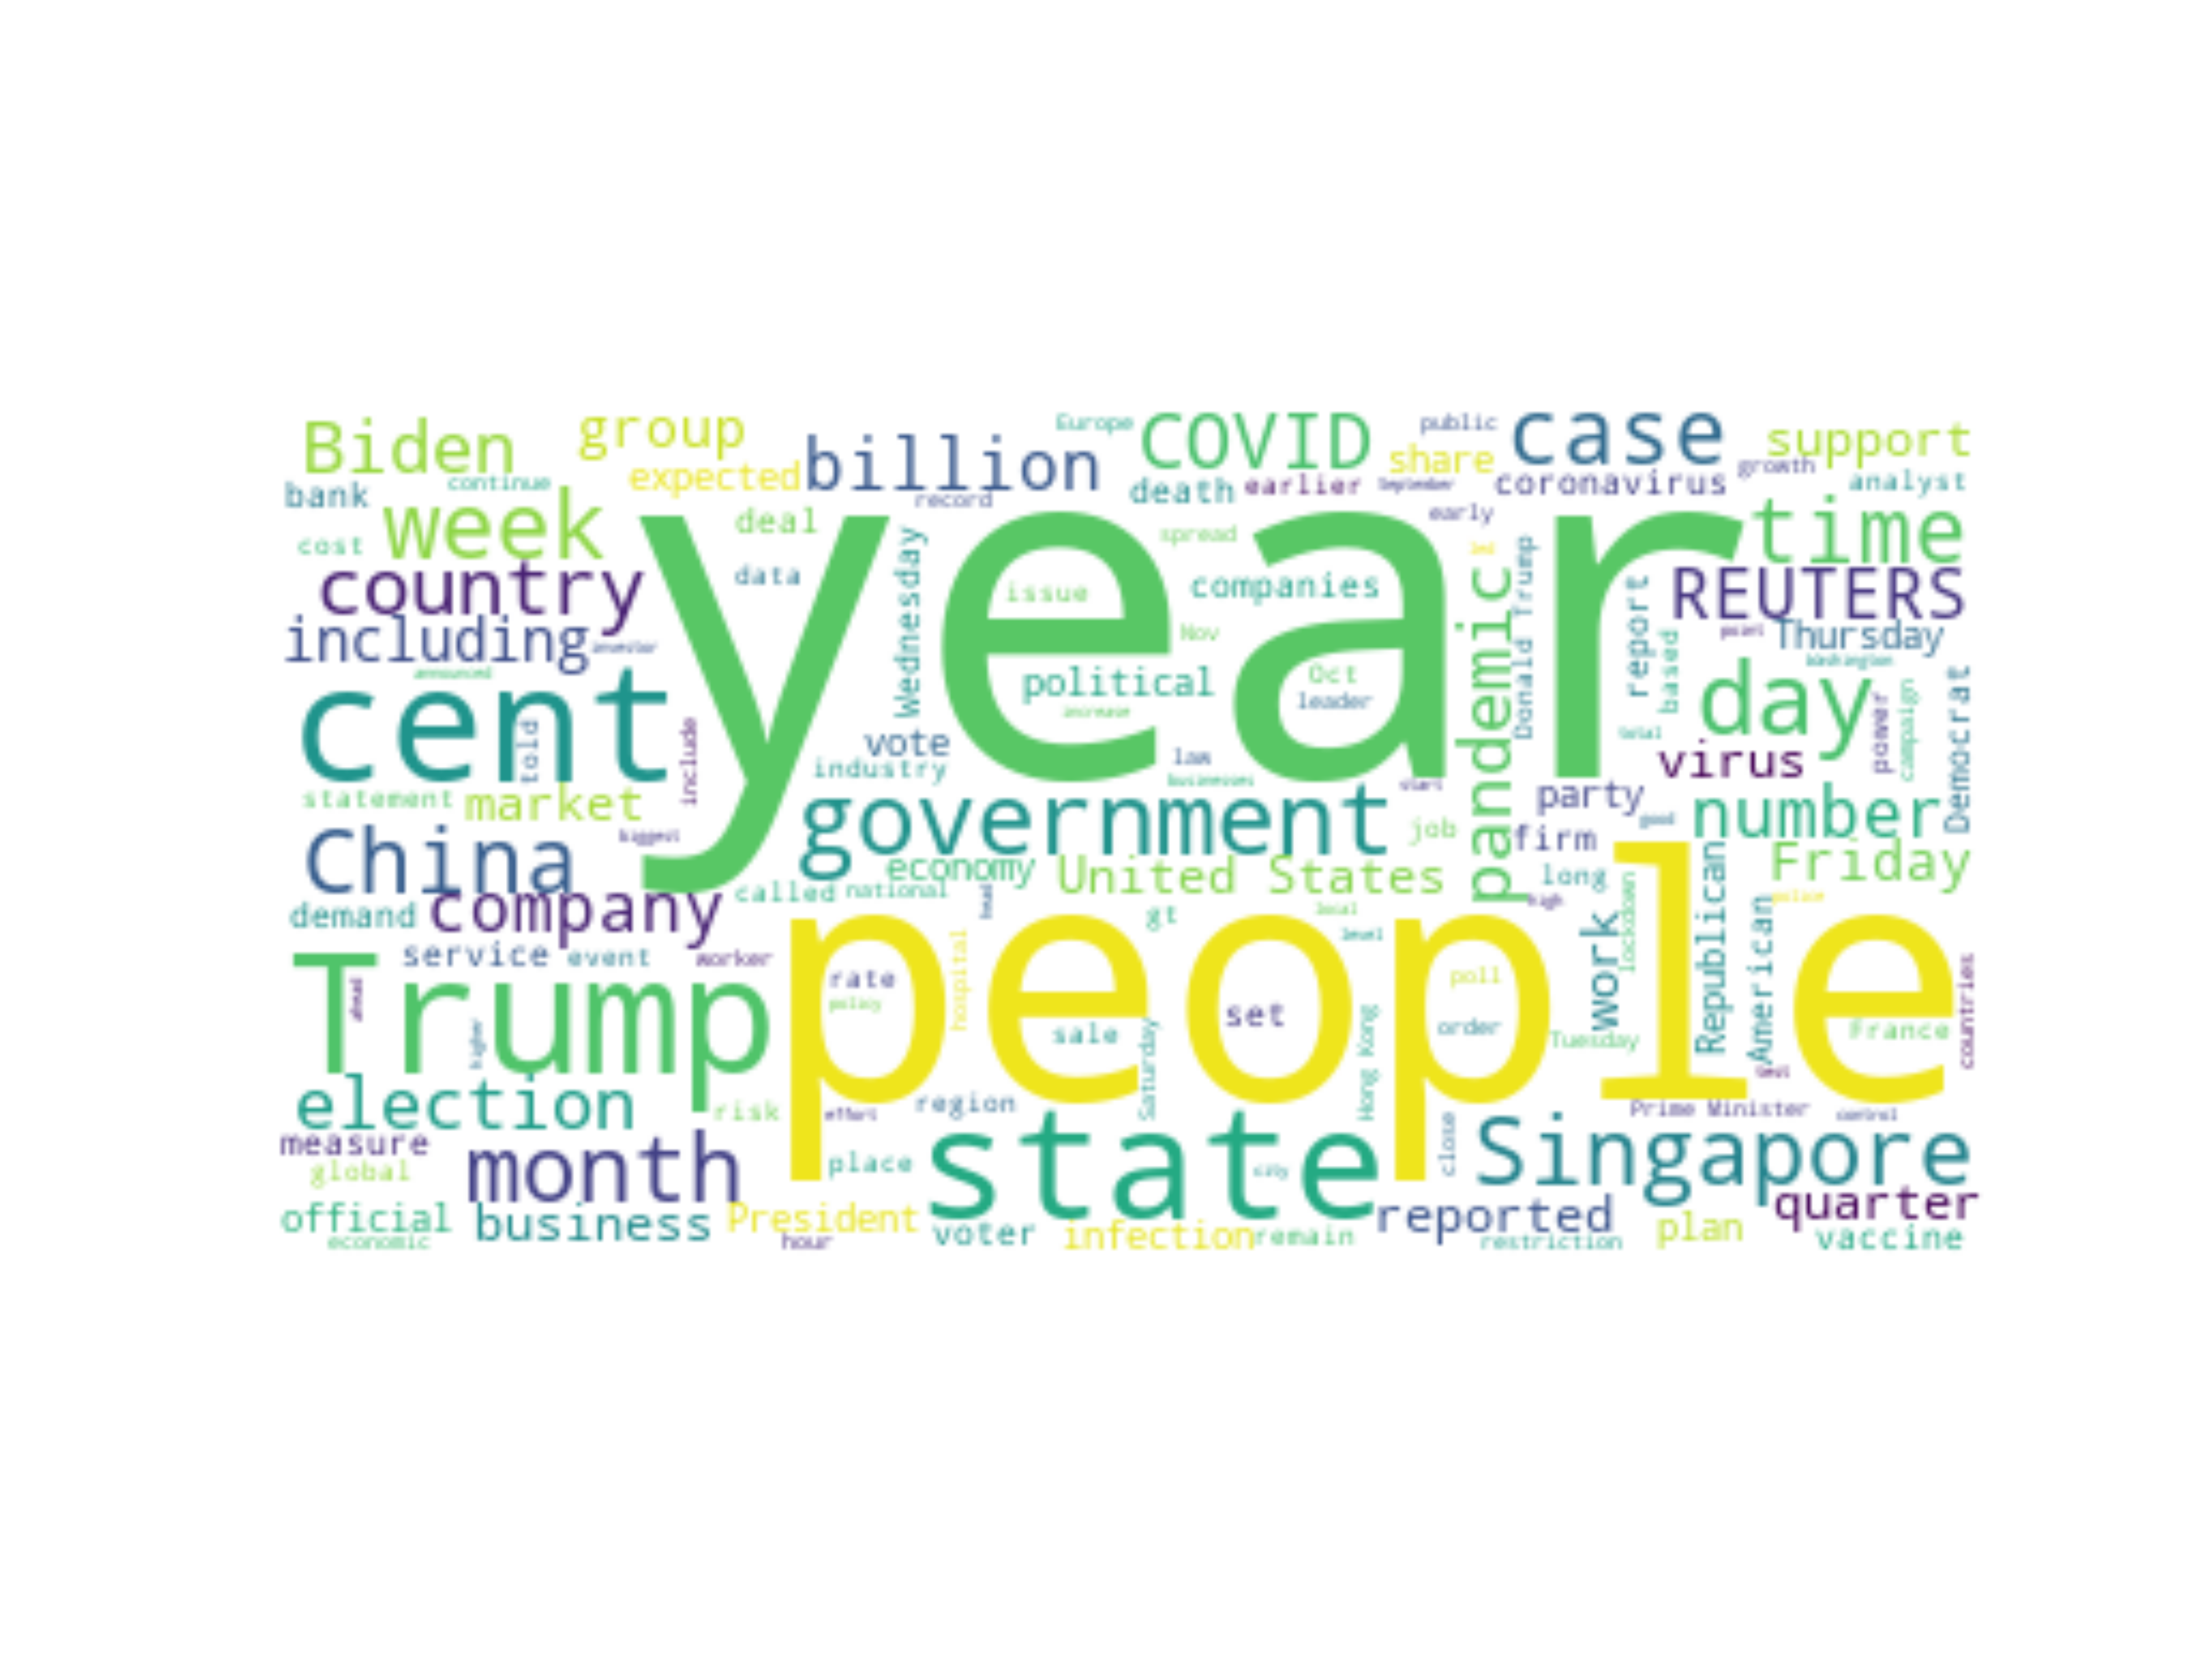 Biden
group
billion
Europe
COVID
public
case
support
expected
share
growth
bank
continue
record
death
earlier
September
coronavirus
analyst
week
year
time
deal
early
cost
spread
led
Wednesday
Donald Trump
country
data
issue
companies
pandemic
report
REUTERS
including
investor
Nov
based
point
Thursday
announced
political
Oct
Washington
cent
told
include
increase
leader
day
power
campaign
Democrat
vote
law
total
industry
businesses
virus
statement
market
government
start
party
number
biggest
job
firm
good
China
economy
United States
long
Friday
demand
company
called
national
head
gt
local
level
high
work
lockdown
Republican
American
police
Trump
ahead
service
event
worker
people
rate
policy
hospital
poll
countries
higher
sale
set
order
Tuesday
France
Saturday
Hong Kong
test
election
risk
effort
region
close
Prime Minister
control
measure
month
place
state
city
Singapore
global
official
economic
business
President
hour
voter
infection
remain
reported
restriction
plan
quarter
vaccine